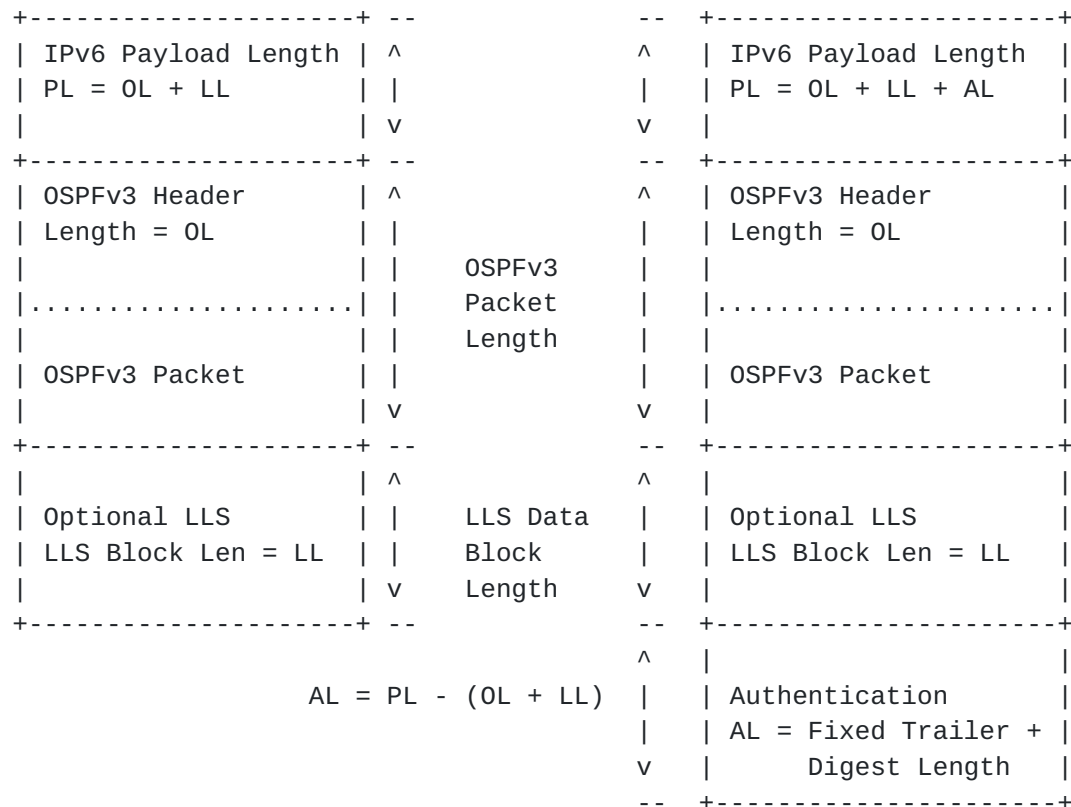 +---------------------+ --              --  +----------------------+
| IPv6 Payload Length | ^               ^   | IPv6 Payload Length  |
| PL = OL + LL        | |               |   | PL = OL + LL + AL    |
|                     | v               v   |                      |
+---------------------+ --              --  +----------------------+
| OSPFv3 Header       | ^               ^   | OSPFv3 Header        |
| Length = OL         | |               |   | Length = OL          |
|                     | |    OSPFv3     |   |                      |
|.....................| |    Packet     |   |......................|
|                     | |    Length     |   |                      |
| OSPFv3 Packet       | |               |   | OSPFv3 Packet        |
|                     | v               v   |                      |
+---------------------+ --              --  +----------------------+
|                     | ^               ^   |                      |
| Optional LLS        | |    LLS Data   |   | Optional LLS         |
| LLS Block Len = LL  | |    Block      |   | LLS Block Len = LL   |
|                     | v    Length     v   |                      |
+---------------------+ --              --  +----------------------+
                                        ^   |                      |
                   AL = PL - (OL + LL)  |   | Authentication       |
                                        |   | AL = Fixed Trailer + |
                                        v   |      Digest Length   |
                                        --  +----------------------+